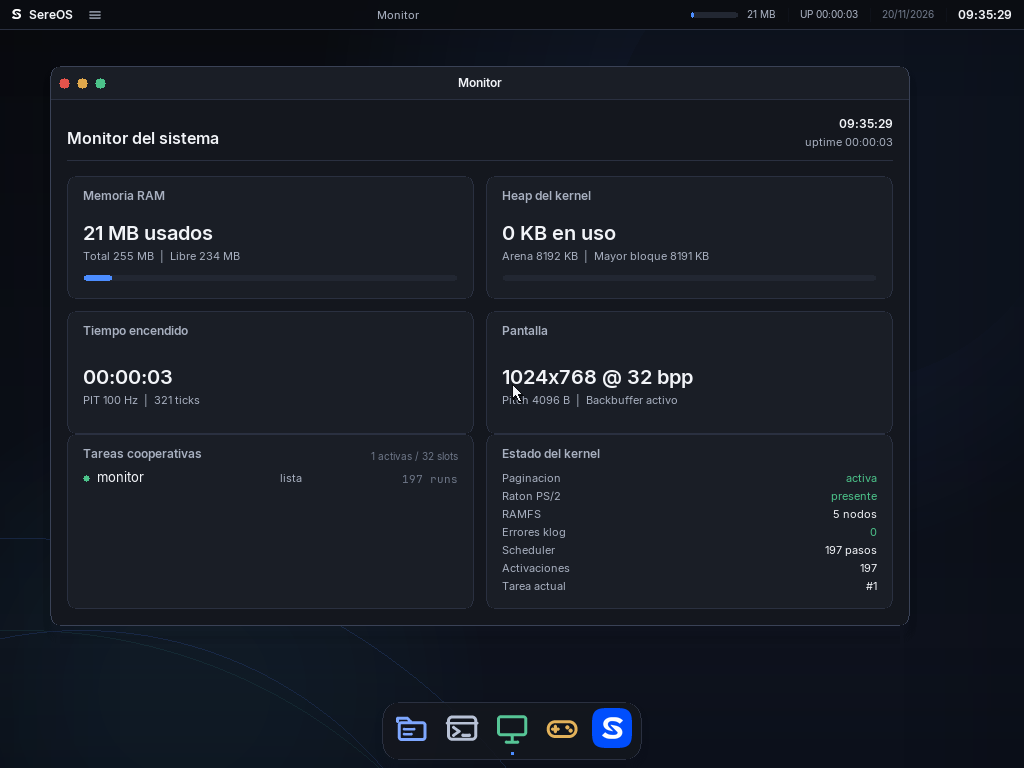 SereOS Monitor 21 MB UP 00:00:03 20/11/2026 09:35:29
Monitor
Monitor del sistema
09:35:29
uptime 00:00:03
Memoria RAM
21 MB usados
Total 255 MB | Libre 234 MB
Heap del kernel
0 KB en uso
Arena 8192 KB | Mayor bloque 8191 KB
Tiempo encendido
00:00:03
PIT 100 Hz | 321 ticks
Pantalla
1024x768 @ 32 bpp
Pitch 4096 B | Backbuffer activo
Tareas cooperativas 1 activas / 32 slots
monitor lista 197 runs
Estado del kernel
Paginacion activa
Raton PS/2 presente
RAMFS 5 nodos
Errores klog 0
Scheduler 197 pasos
Activaciones 197
Tarea actual #1